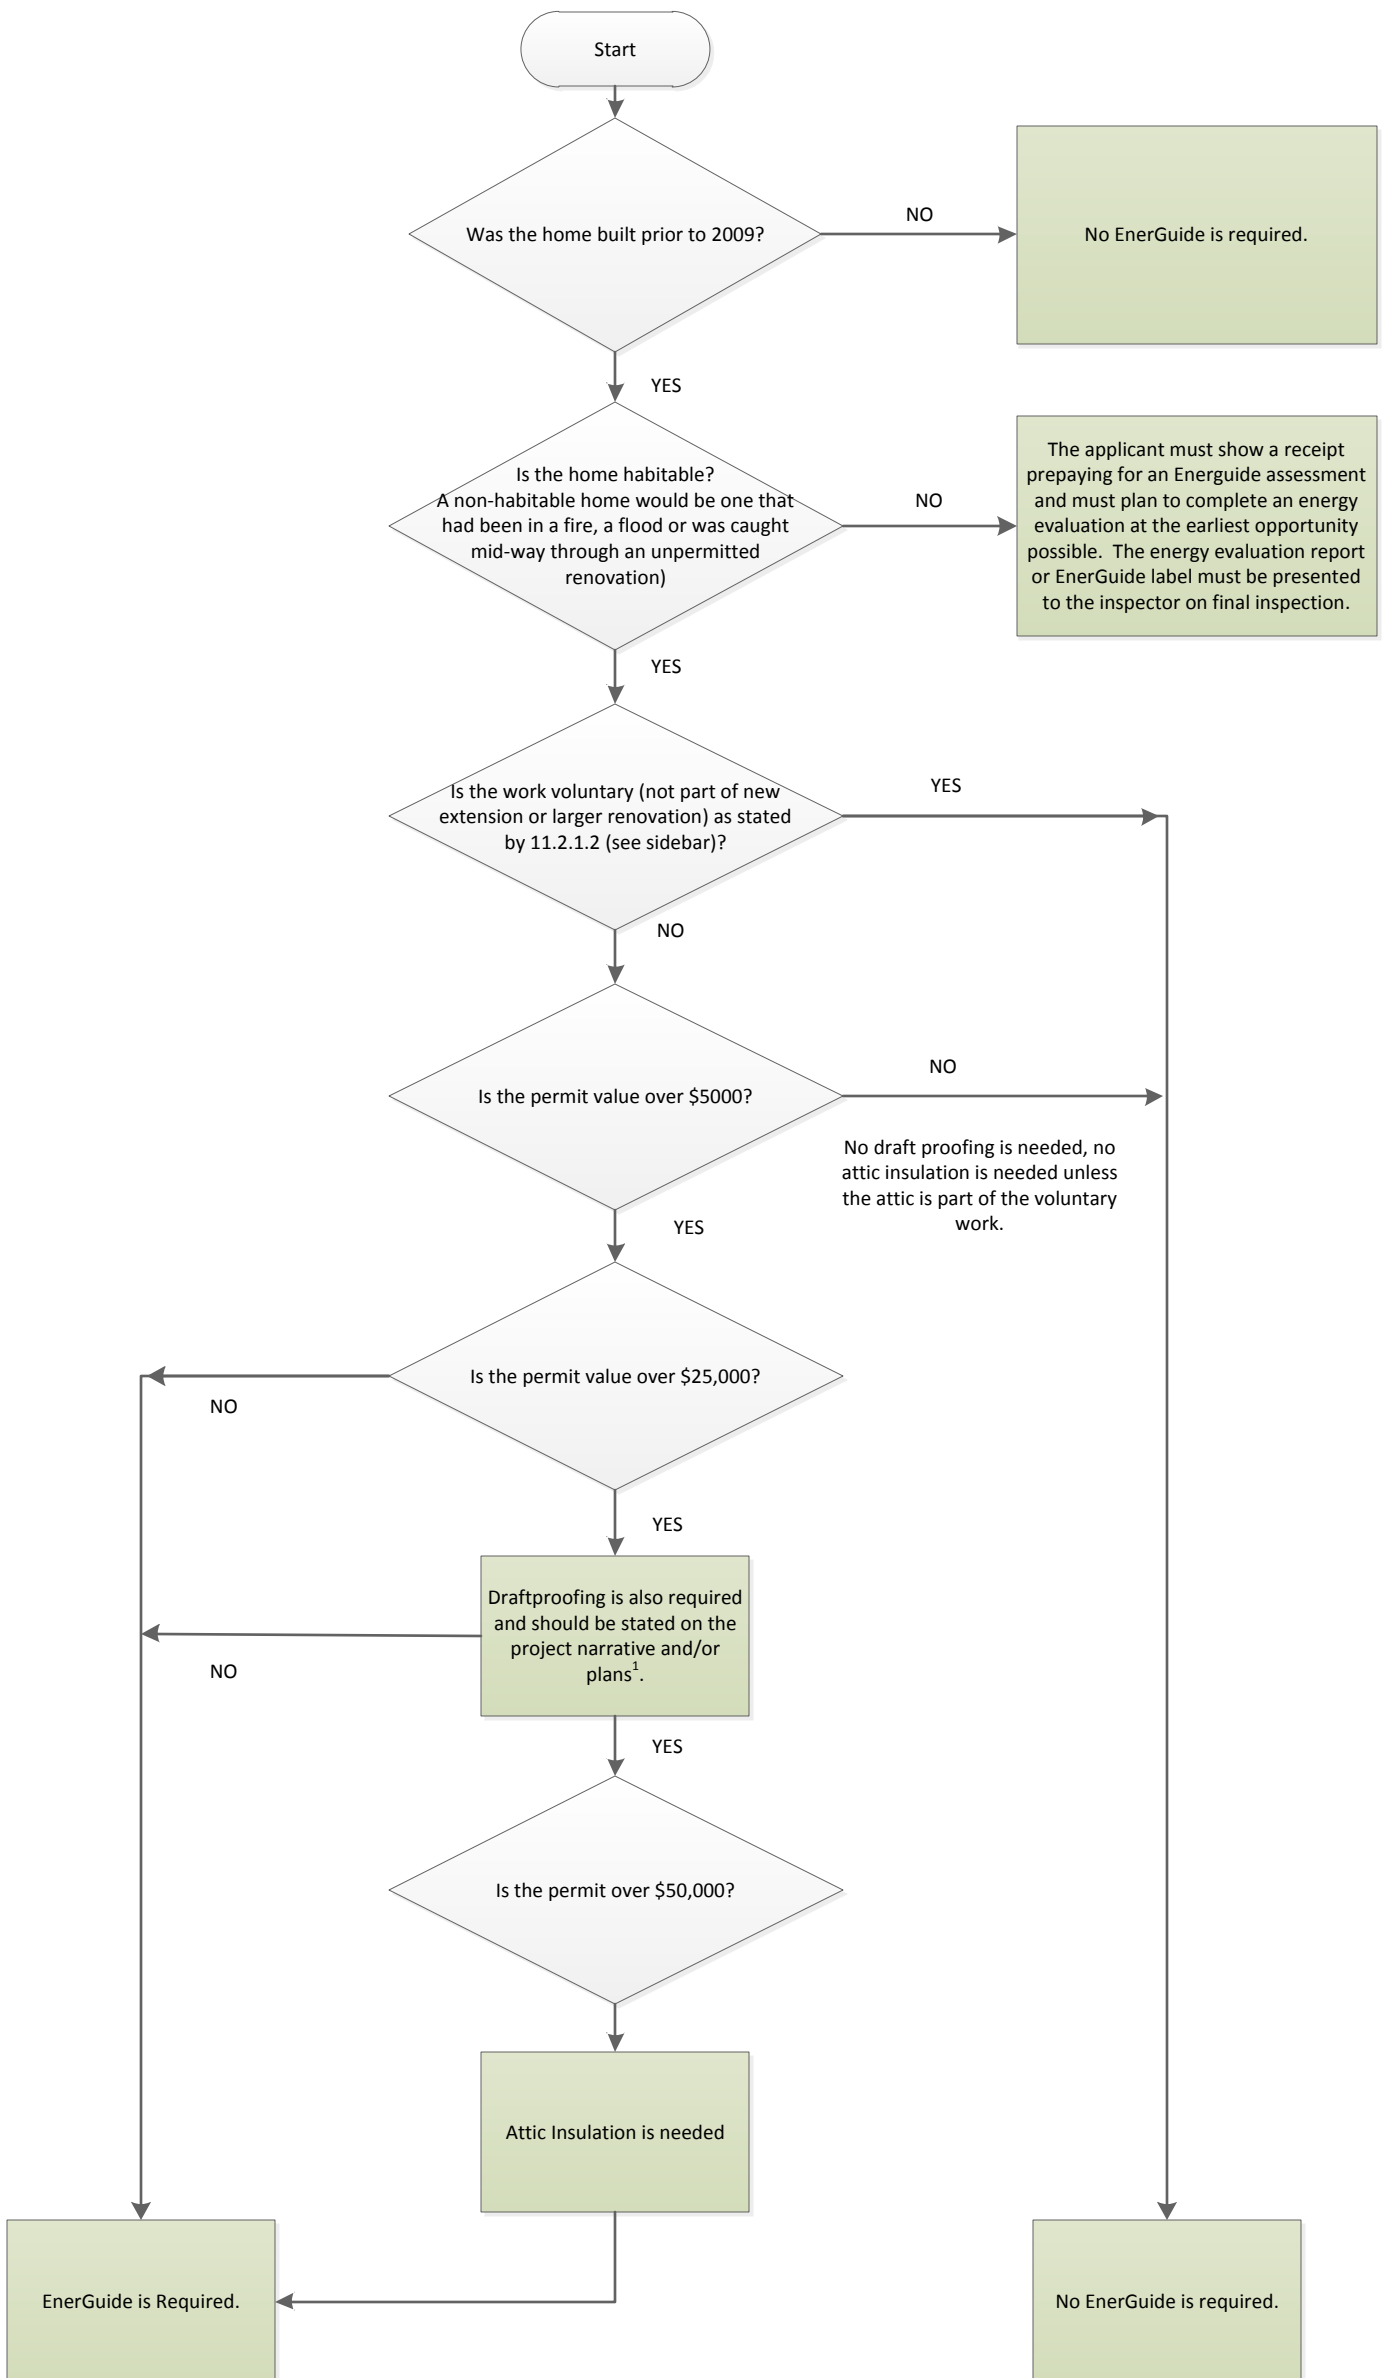 Start
Was the home built prior to 2009?
NO
No EnerGuide is required.
YES
Is the home habitable?
A non-habitable home would be one that
had been in a fire, a flood or was caught
mid-way through an unpermitted
renovation)
NO
The applicant must show a receipt
prepaying for an Energuide assessment
and must plan to complete an energy
evaluation at the earliest opportunity
possible.  The energy evaluation report
or EnerGuide label must be presented
to the inspector on final inspection.
YES
Is the work voluntary (not part of new
extension or larger renovation) as stated
by 11.2.1.2 (see sidebar)?
YES
NO
Is the permit value over $5000?
NO
No draft proofing is needed, no
attic insulation is needed unless
the attic is part of the voluntary
work.
YES
Is the permit value over $25,000?
NO
YES
Draftproofing is also required
and should be stated on the
project narrative and/or
plans¹.
NO
YES
Is the permit over $50,000?
Attic Insulation is needed
EnerGuide is Required.
No EnerGuide is required.